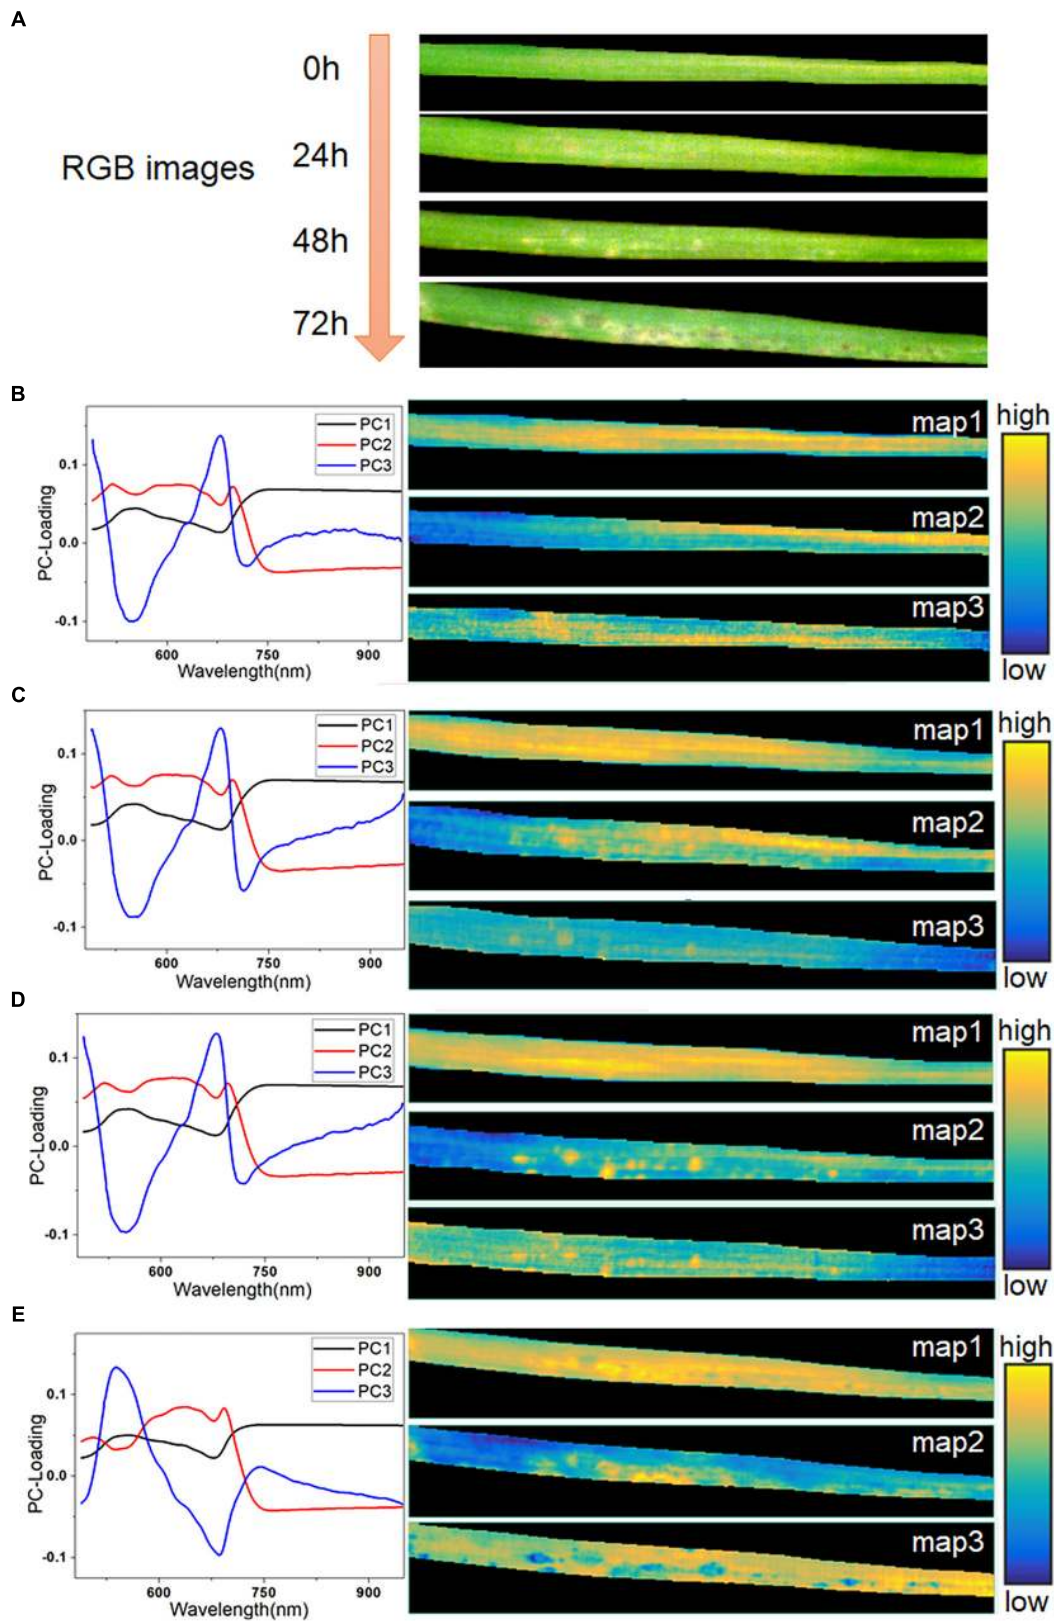 A
RGB images
0h
24h
48h
72h
B
PC-Loading
0.1
0.0
-0.1
600
750
900
Wavelength(nm)
PC1
PC2
PC3
map1
map2
map3
high
low
C
PC-Loading
0.1
0.0
-0.1
600
750
900
Wavelength(nm)
PC1
PC2
PC3
map1
map2
map3
high
low
D
PC-Loading
0.1
0.0
-0.1
600
750
900
Wavelength(nm)
PC1
PC2
PC3
map1
map2
map3
high
low
E
PC-Loading
0.1
0.0
-0.1
600
750
900
Wavelength(nm)
PC1
PC2
PC3
map1
map2
map3
high
low